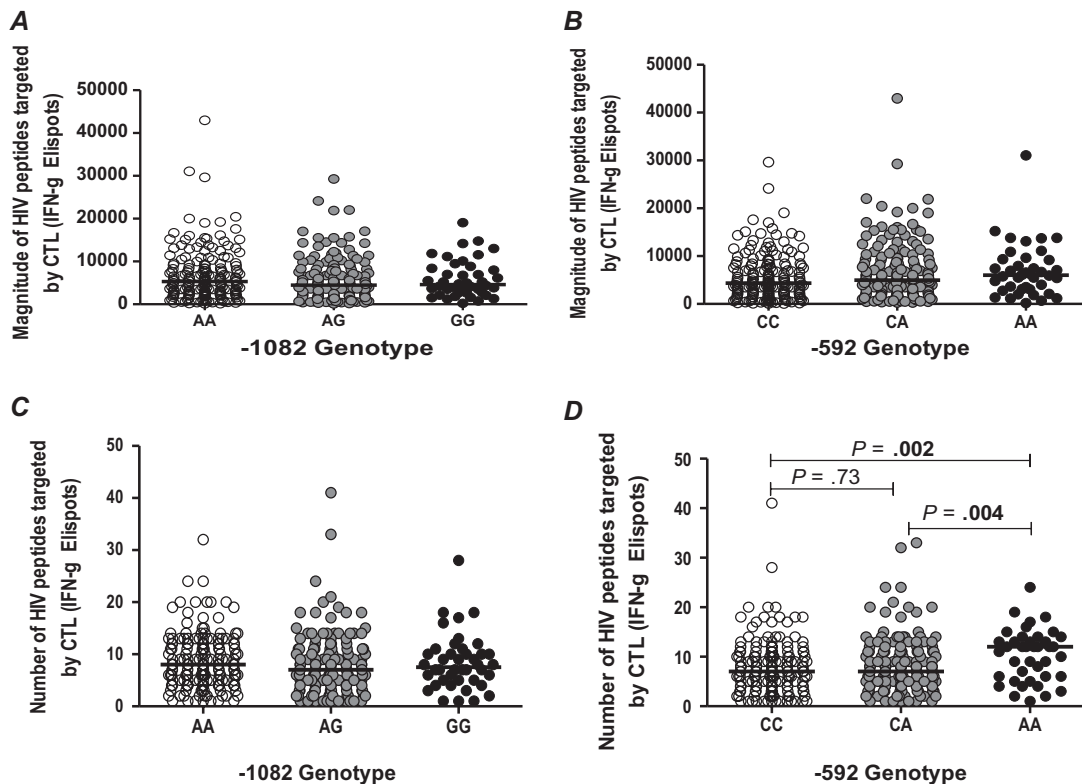 A
Magnitude of HIV peptides targeted
by CTL (IFN-g Elispots)
50000
40000
30000
20000
10000
0
AA AG GG
-1082 Genotype
B
Magnitude of HIV peptides targeted
by CTL (IFN-g Elispots)
50000
40000
30000
20000
10000
0
CC CA AA
-592 Genotype
C
Number of HIV peptides targeted
by CTL (IFN-g Elispots)
50
40
30
20
10
0
AA AG GG
-1082 Genotype
D
Number of HIV peptides targeted
by CTL (IFN-g Elispots)
50
40
30
20
10
0
P = .002
P = .73
P = .004
CC CA AA
-592 Genotype